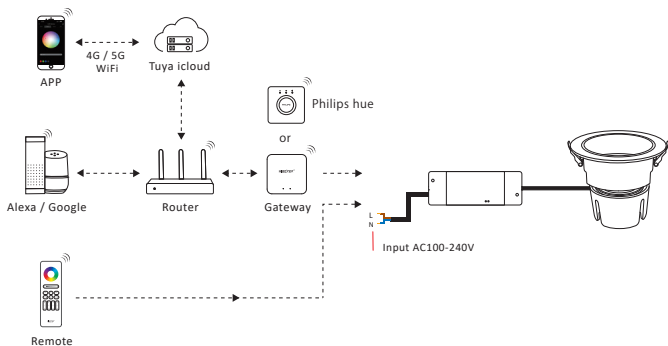 4G / 5G
WiFi
APP
Tuya icloud
Philips hue
or
Alexa / Google
Router
Gateway
L
N
Input AC100-240V
Remote